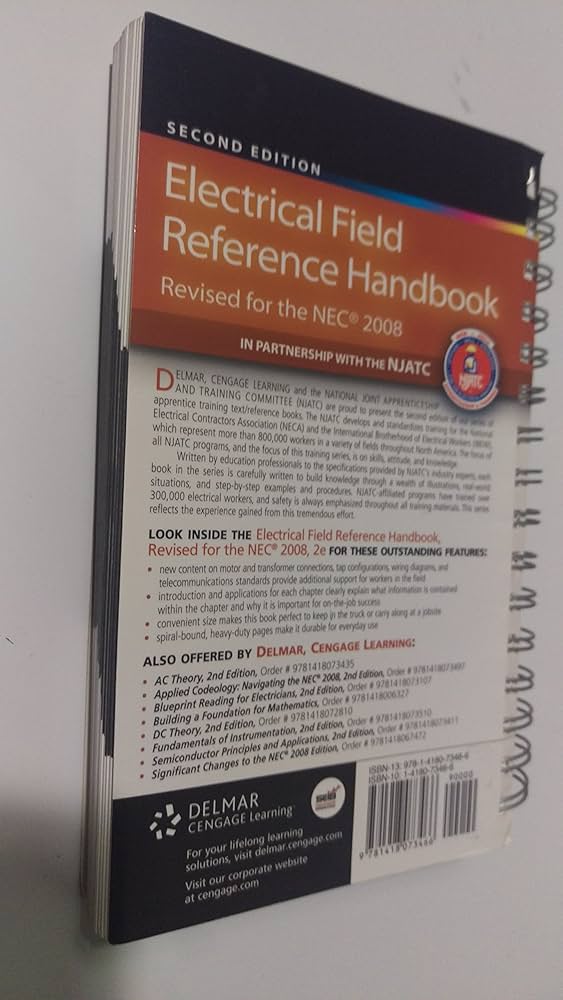 SECOND EDITION
Electrical Field
Reference Handbook
Revised for the NEC® 2008
IN PARTNERSHIP WITH THE NJATC
NJATC
DELMAR, CENGAGE LEARNING and the NATIONAL JOINT APPRENTICESHIP
AND TRAINING COMMITTEE (NJATC) are proud to present the second edition of our series of
apprentice training text/reference books. The NJATC develops and standardizes training for the National
Electrical Contractors Association (NECA) and the International Brotherhood of Electrical Workers (IBEW),
which represent more than 800,000 workers in a variety of fields throughout North America. The focus of
all NJATC programs, and the focus of this training series, is on skills, attitude, and knowledge.
Written by education professionals to the specifications provided by NJATC's industry experts, each
book in the series is carefully written to build knowledge through a wealth of illustrations, real-world
situations, and step-by-step examples and procedures. NJATC-affiliated programs have trained over
300,000 electrical workers, and safety is always emphasized throughout all training materials. This series
reflects the experience gained from this tremendous effort.
LOOK INSIDE THE Electrical Field Reference Handbook,
Revised for the NEC® 2008, 2e FOR THESE OUTSTANDING FEATURES:
• new content on motor and transformer connections, tap configurations, wiring diagrams, and
telecommunications standards provide additional support for workers in the field
• introduction and applications for each chapter clearly explain what information is contained
within the chapter and why it is important for on-the-job success
• convenient size makes this book perfect to keep in the truck or carry along at a jobsite
• spiral-bound, heavy-duty pages make it durable for everyday use
ALSO OFFERED BY DELMAR, CENGAGE LEARNING:
• AC Theory, 2nd Edition, Order # 9781418073435
• Applied Codeology: Navigating the NEC® 2008, 2nd Edition, Order # 9781418073497
• Blueprint Reading for Electricians, 2nd Edition, Order # 9781418073107
• Building a Foundation for Mathematics, Order # 9781418006327
• DC Theory, 2nd Edition, Order # 9781418072810
• Fundamentals of Instrumentation, 2nd Edition, Order # 9781418073510
• Semiconductor Principles and Applications, 2nd Edition, Order # 9781418073411
• Significant Changes to the NEC® 2008 Edition, Order # 9781418067472
DELMAR
CENGAGE Learning™
For your lifelong learning
solutions, visit delmar.cengage.com
Visit our corporate website
at cengage.com
ISBN-13: 978-1-4180-7346-6
ISBN-10: 1-4180-7346-6
90000
9 781418 073466